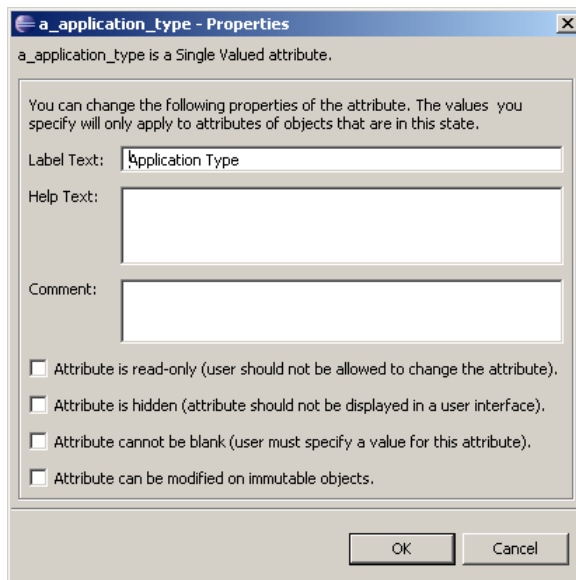 a_application_type - Properties
a_application_type is a Single Valued attribute.
You can change the following properties of the attribute. The values  you
specify will only apply to attributes of objects that are in this state.
Label Text: Application Type
Help Text:
Comment:
Attribute is read-only (user should not be allowed to change the attribute).
Attribute is hidden (attribute should not be displayed in a user interface).
Attribute cannot be blank (user must specify a value for this attribute).
Attribute can be modified on immutable objects.
OK Cancel